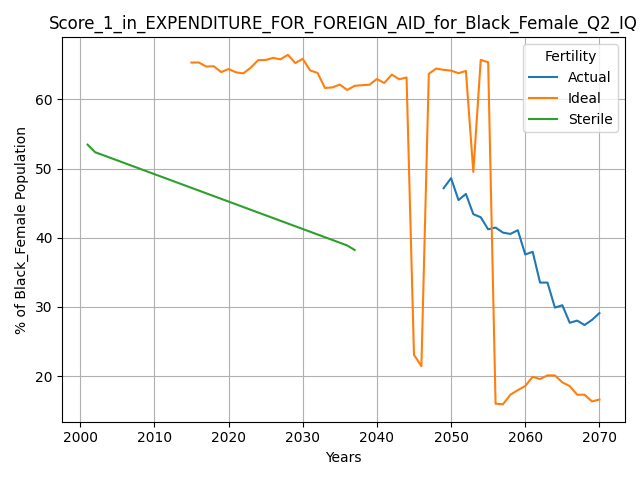 Score_1_in_EXPENDITURE_FOR_FOREIGN_AID_for_Black_Female_Q2_IQ
Fertility
Actual
Ideal
Sterile
% of Black_Female Population
60
50
40
30
20
2000 2010 2020 2030 2040 2050 2060 2070
Years